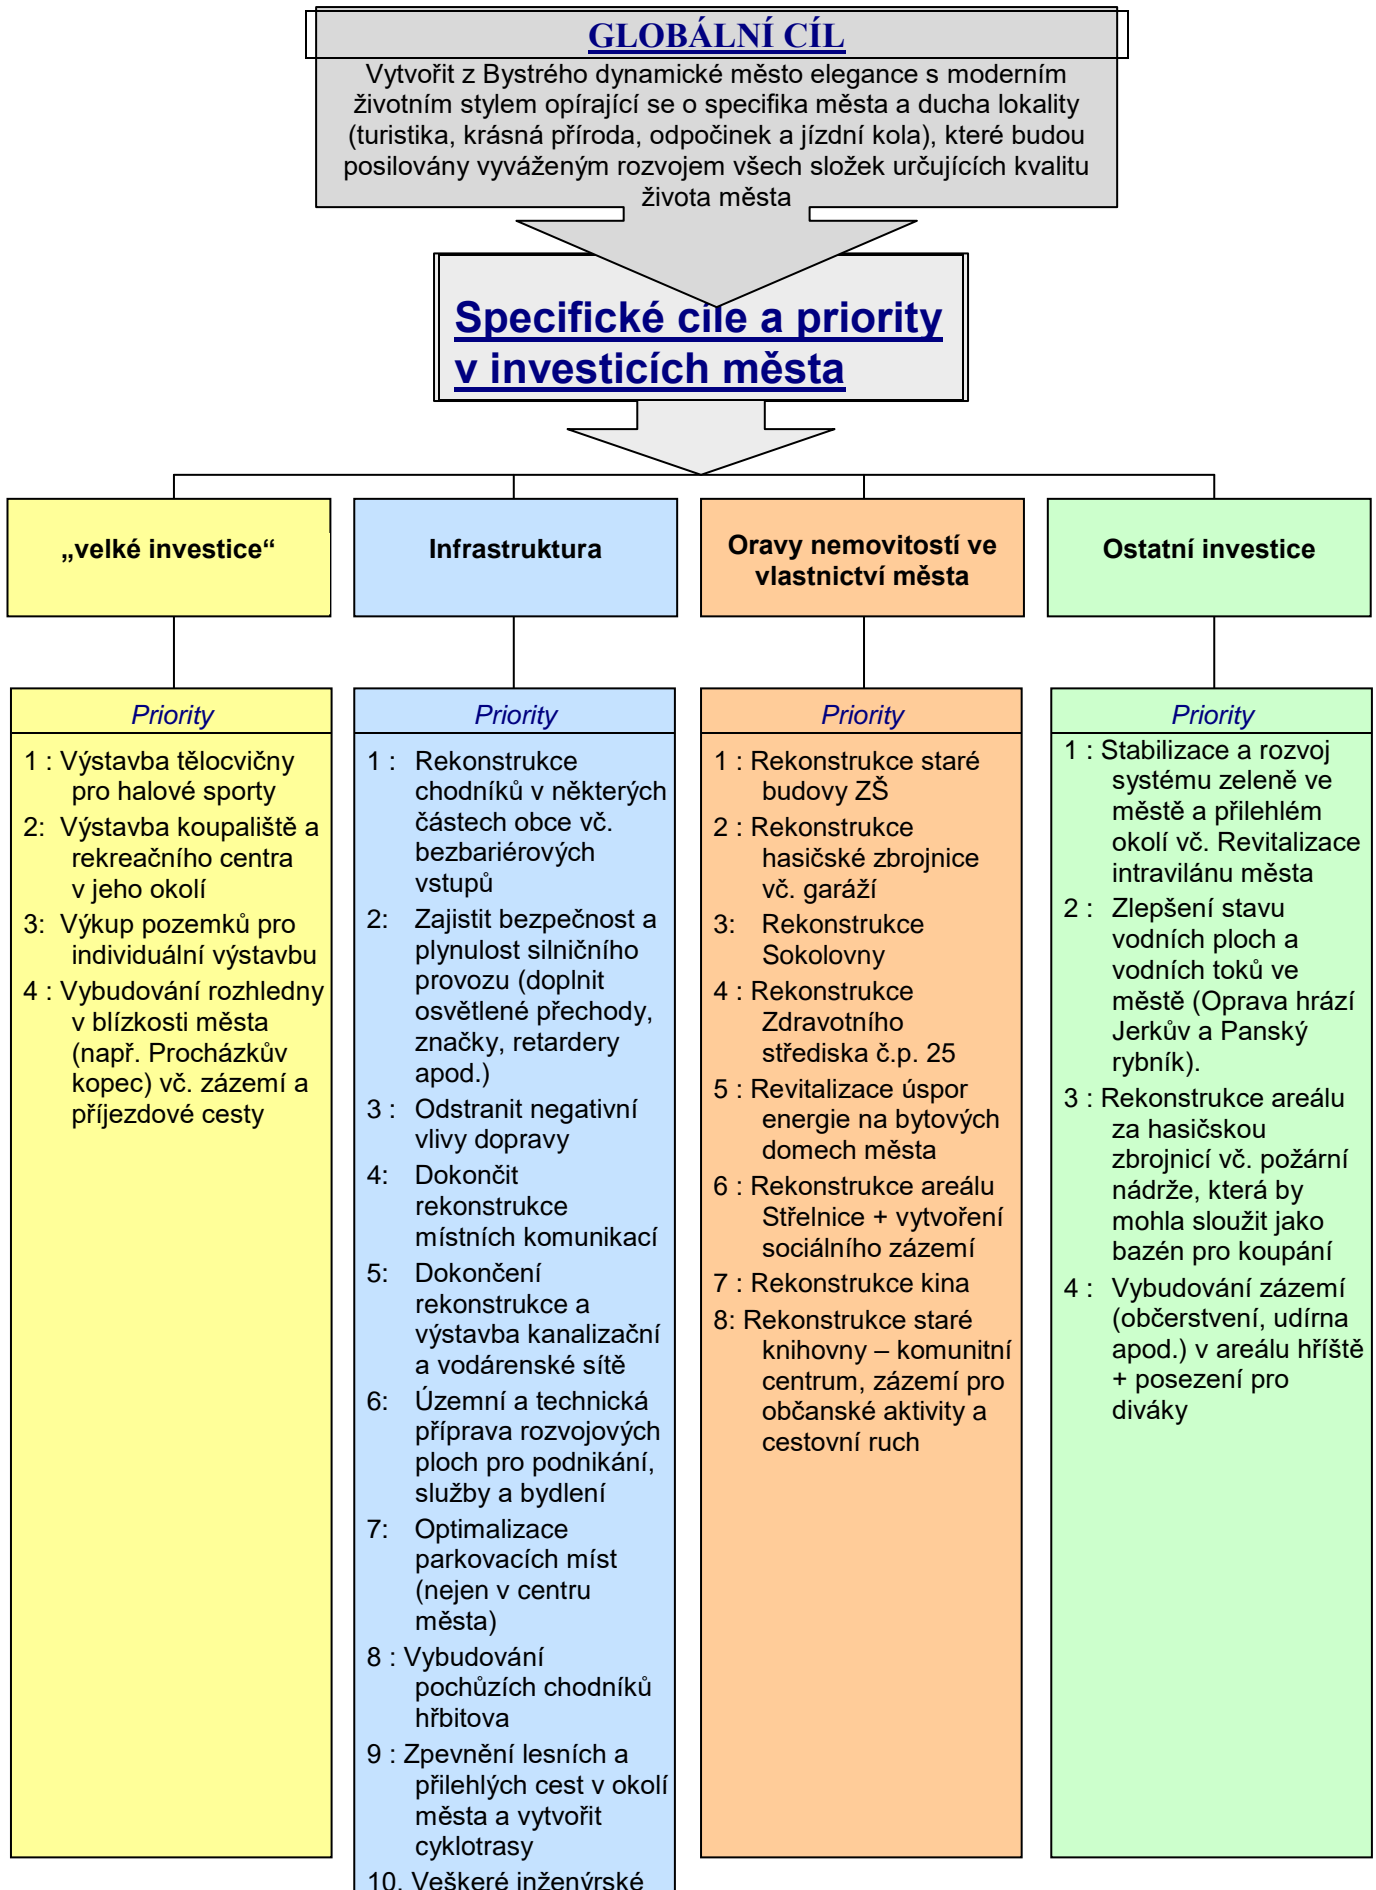 GLOBÁLNÍ CÍL
Vytvořit z Bystrého dynamické město elegance s moderním
životním stylem opírající se o specifika města a ducha lokality
(turistika, krásná příroda, odpočinek a jízdní kola), které budou
posilovány vyváženým rozvojem všech složek určujících kvalitu
života města
Specifické cíle a priority
v investicích města
„velké investice“
Priority
1 : Výstavba tělocvičny
pro halové sporty
2: Výstavba koupaliště a
rekreačního centra
v jeho okolí
3: Výkup pozemků pro
individuální výstavbu
4 : Vybudování rozhledny
v blízkosti města
(např. Procházkův
kopec) vč. zázemí a
příjezdové cesty
Infrastruktura
Priority
1 : Rekonstrukce
chodníků v některých
částech obce vč.
bezbariérových
vstupů
2: Zajistit bezpečnost a
plynulost silničního
provozu (doplnit
osvětlené přechody,
značky, retardery
apod.)
3 : Odstranit negativní
vlivy dopravy
4: Dokončit
rekonstrukce
místních komunikací
5: Dokončení
rekonstrukce a
výstavba kanalizační
a vodárenské sítě
6: Územní a technická
příprava rozvojových
ploch pro podnikání,
služby a bydlení
7: Optimalizace
parkovacích míst
(nejen v centru
města)
8 : Vybudování
pochůzích chodníků
hřbitova
9 : Zpevnění lesních a
přilehlých cest v okolí
města a vytvořit
cyklotrasy
10. Veškeré inženýrské
Oravy nemovitostí ve
vlastnictví města
Priority
1 : Rekonstrukce staré
budovy ZŠ
2 : Rekonstrukce
hasičské zbrojnice
vč. garáží
3: Rekonstrukce
Sokolovny
4 : Rekonstrukce
Zdravotního
střediska č.p. 25
5 : Revitalizace úspor
energie na bytových
domech města
6 : Rekonstrukce areálu
Střelnice + vytvoření
sociálního zázemí
7 : Rekonstrukce kina
8: Rekonstrukce staré
knihovny – komunitní
centrum, zázemí pro
občanské aktivity a
cestovní ruch
Ostatní investice
Priority
1 : Stabilizace a rozvoj
systému zeleně ve
městě a přilehlém
okolí vč. Revitalizace
intravilánu města
2 : Zlepšení stavu
vodních ploch a
vodních toků ve
městě (Oprava hrází
Jerkův a Panský
rybník).
3 : Rekonstrukce areálu
za hasičskou
zbrojnicí vč. požární
nádrže, která by
mohla sloužit jako
bazén pro koupání
4 : Vybudování zázemí
(občerstvení, udírna
apod.) v areálu hříště
+ posezení pro
diváky